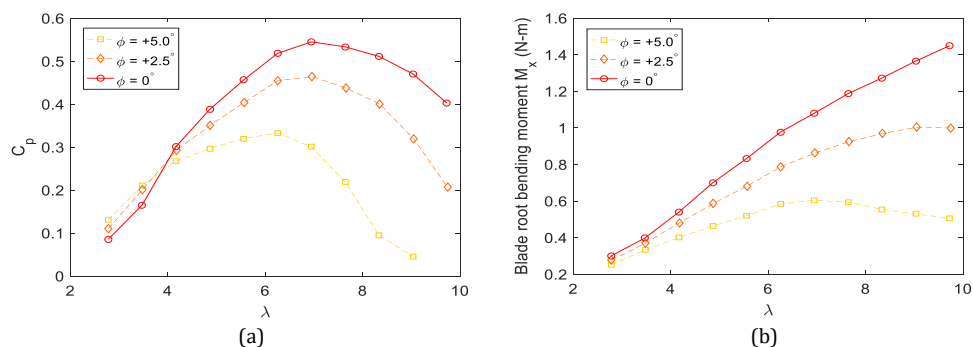 C_p
0.6
0.5
0.4
0.3
0.2
0.1
0
ϕ = +5.0°
ϕ = +2.5°
ϕ = 0°
2 4 6 8 10
λ
(a)
Blade root bending moment M_x (N-m)
1.6
1.4
1.2
1
0.8
0.6
0.4
0.2
ϕ = +5.0°
ϕ = +2.5°
ϕ = 0°
2 4 6 8 10
λ
(b)